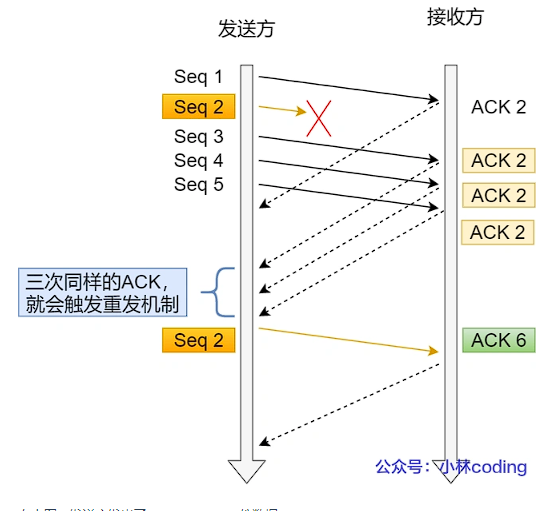 发送方
接收方
Seq 1
ACK 2
Seq 2
Seq 3
Seq 4
ACK 2
Seq 5
ACK 2
ACK 2
三次同样的ACK，
就会触发重发机制
Seq 2
ACK 6
公众号：小林coding